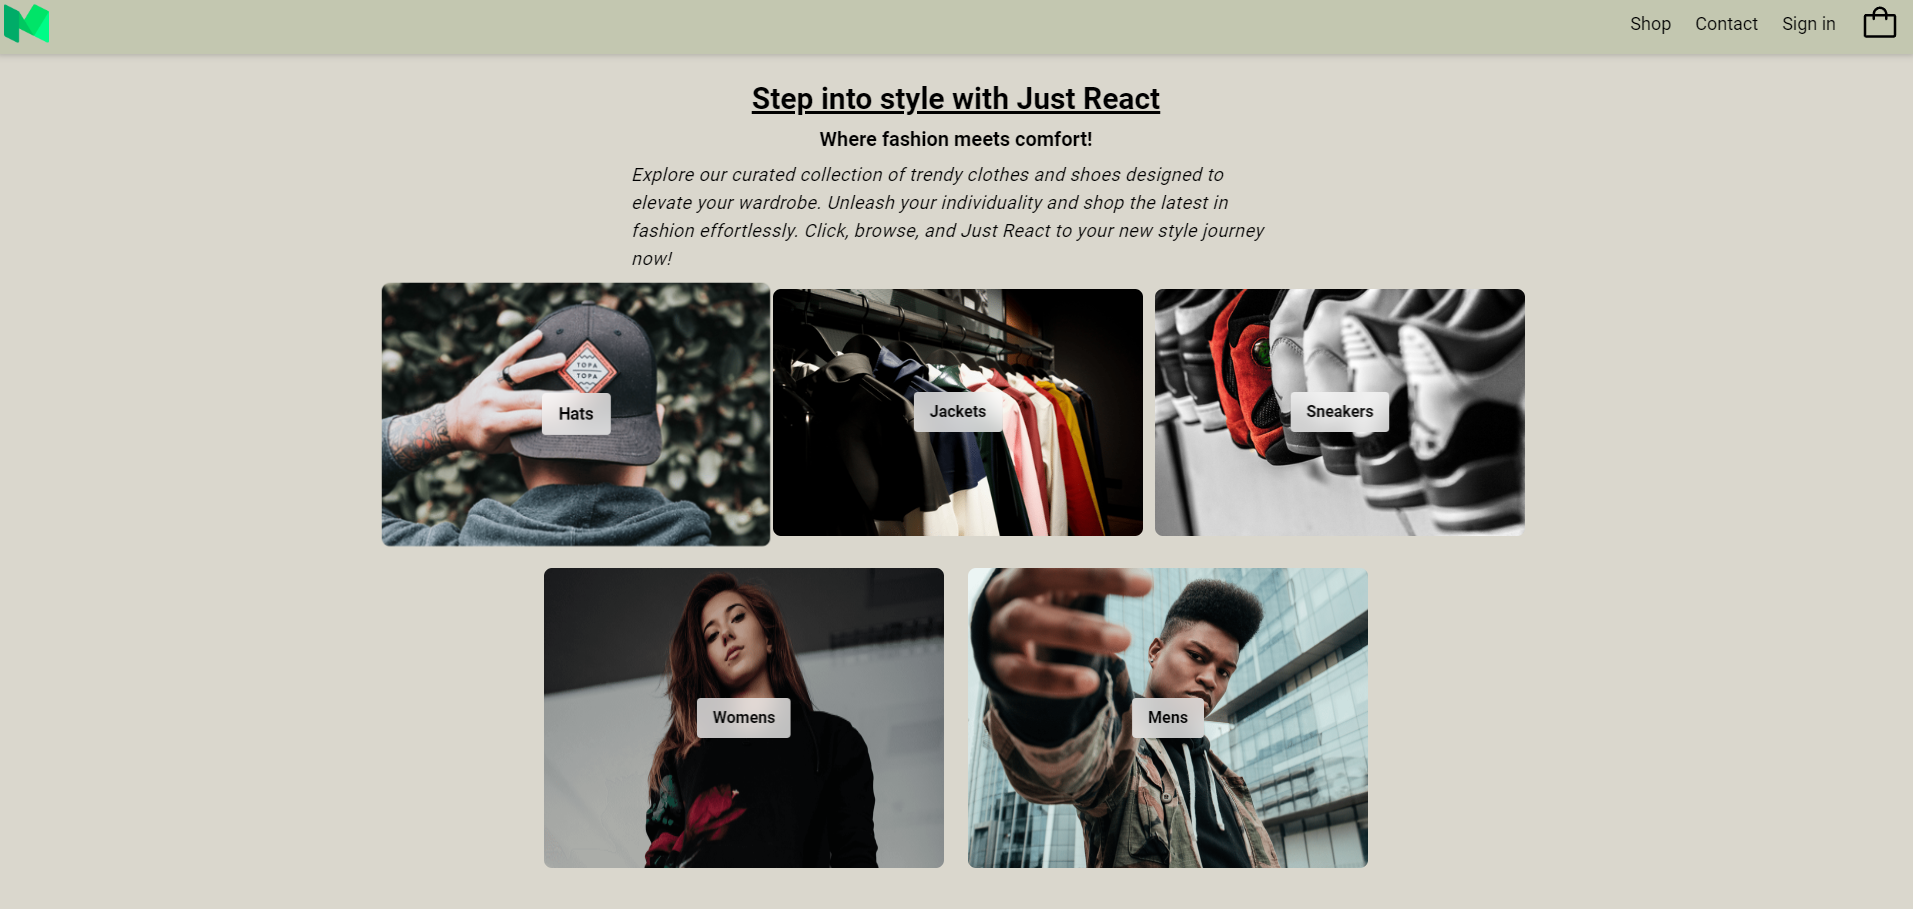 Shop Contact Sign in
Step into style with Just React
Where fashion meets comfort!
Explore our curated collection of trendy clothes and shoes designed to
elevate your wardrobe. Unleash your individuality and shop the latest in
fashion effortlessly. Click, browse, and Just React to your new style journey
now!
TOPA
TOPA
Hats
Jackets
Sneakers
Womens
Mens